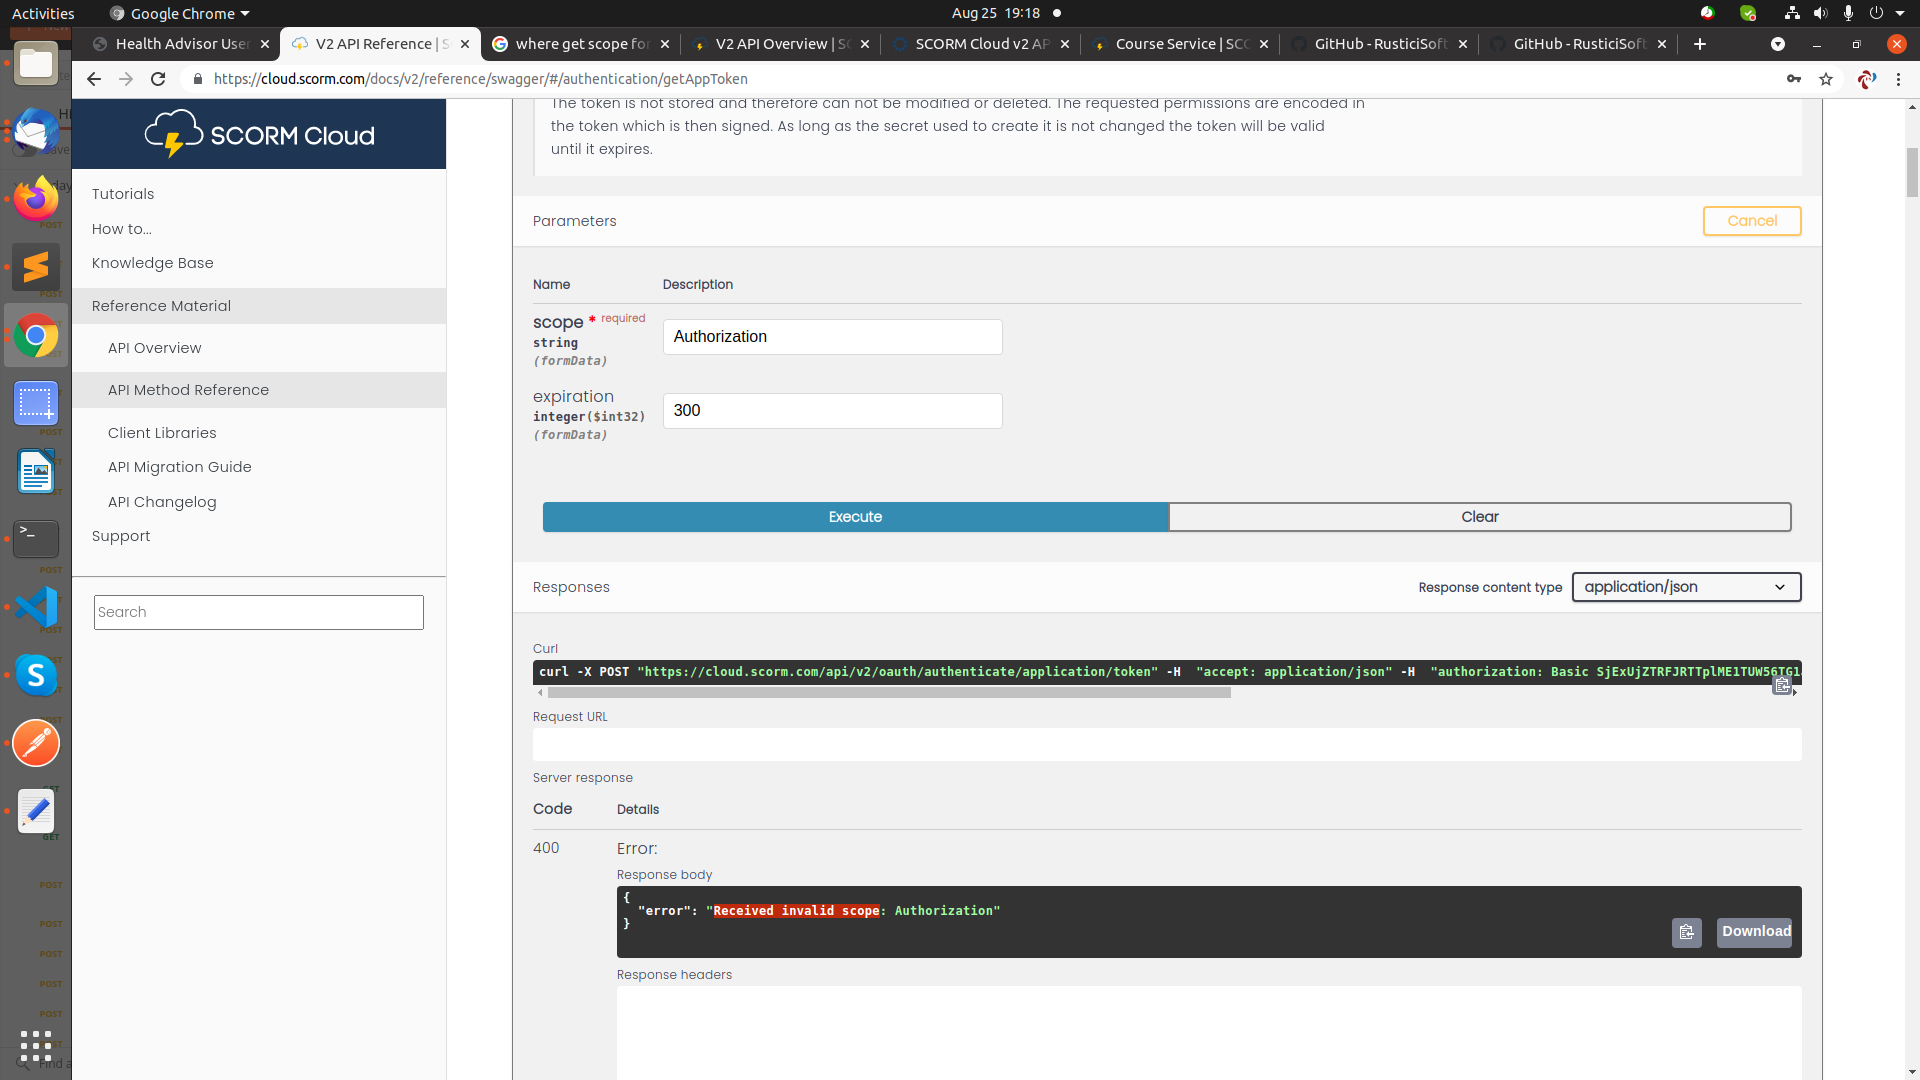 Activities
Google Chrome
Aug 25 19:18
Health Advisor User
V2 API Reference | S
where get scope for
V2 API Overview | SC
SCORM Cloud v2 AP
Course Service | SCO
GitHub - RusticiSoft
GitHub - RusticiSoft
https://cloud.scorm.com/docs/v2/reference/swagger/#/authentication/getAppToken
SCORM Cloud
Tutorials
How to...
Knowledge Base
Reference Material
API Overview
API Method Reference
Client Libraries
API Migration Guide
API Changelog
Support
Search
The token is not stored and therefore can not be modified or deleted. The requested permissions are encoded in
the token which is then signed. As long as the secret used to create it is not changed the token will be valid
until it expires.
Parameters
Cancel
Name Description
scope * required
string
(formData)
Authorization
expiration
integer($int32)
(formData)
300
Execute
Clear
Responses
Response content type
application/json
Curl
curl -X POST "https://cloud.scorm.com/api/v2/oauth/authenticate/application/token" -H "accept: application/json" -H "authorization: Basic SjExUjZTRFJRTTplME1TUW56TG1
Request URL
Server response
Code Details
400 Error:
Response body
{
"error": "Received invalid scope: Authorization"
}
Download
Response headers
POST
POST
POST
POST
POST
POST
POST
GET
GET
POST
POST
POST
POST
POST
POST
Find a